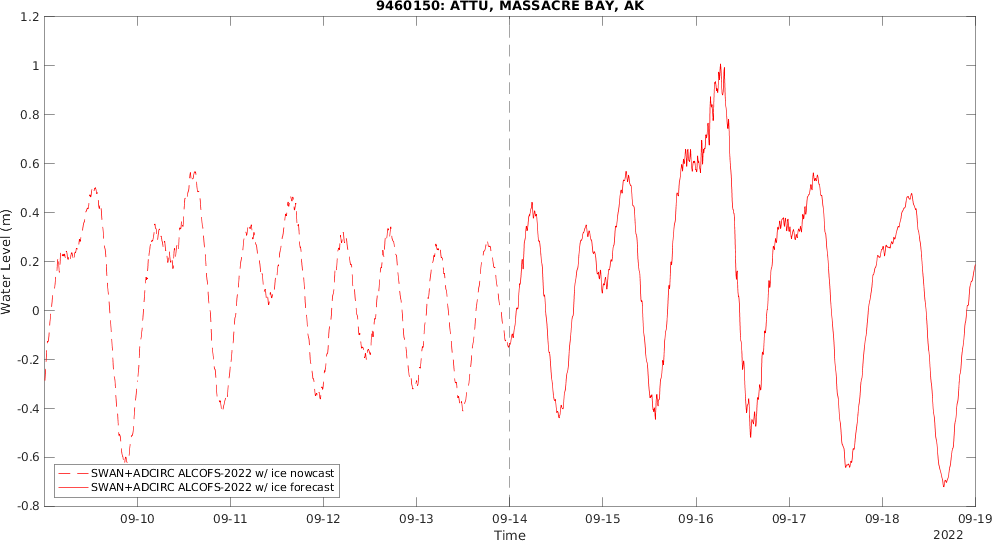 9460150: ATTU, MASSACRE BAY, AK
Water Level (m)
1.2
1
0.8
0.6
0.4
0.2
0
-0.2
-0.4
-0.6
-0.8
SWAN+ADCIRC ALCOFS-2022 w/ ice nowcast
SWAN+ADCIRC ALCOFS-2022 w/ ice forecast
09-10 09-11 09-12 09-13 09-14 09-15 09-16 09-17 09-18 09-19
Time
2022